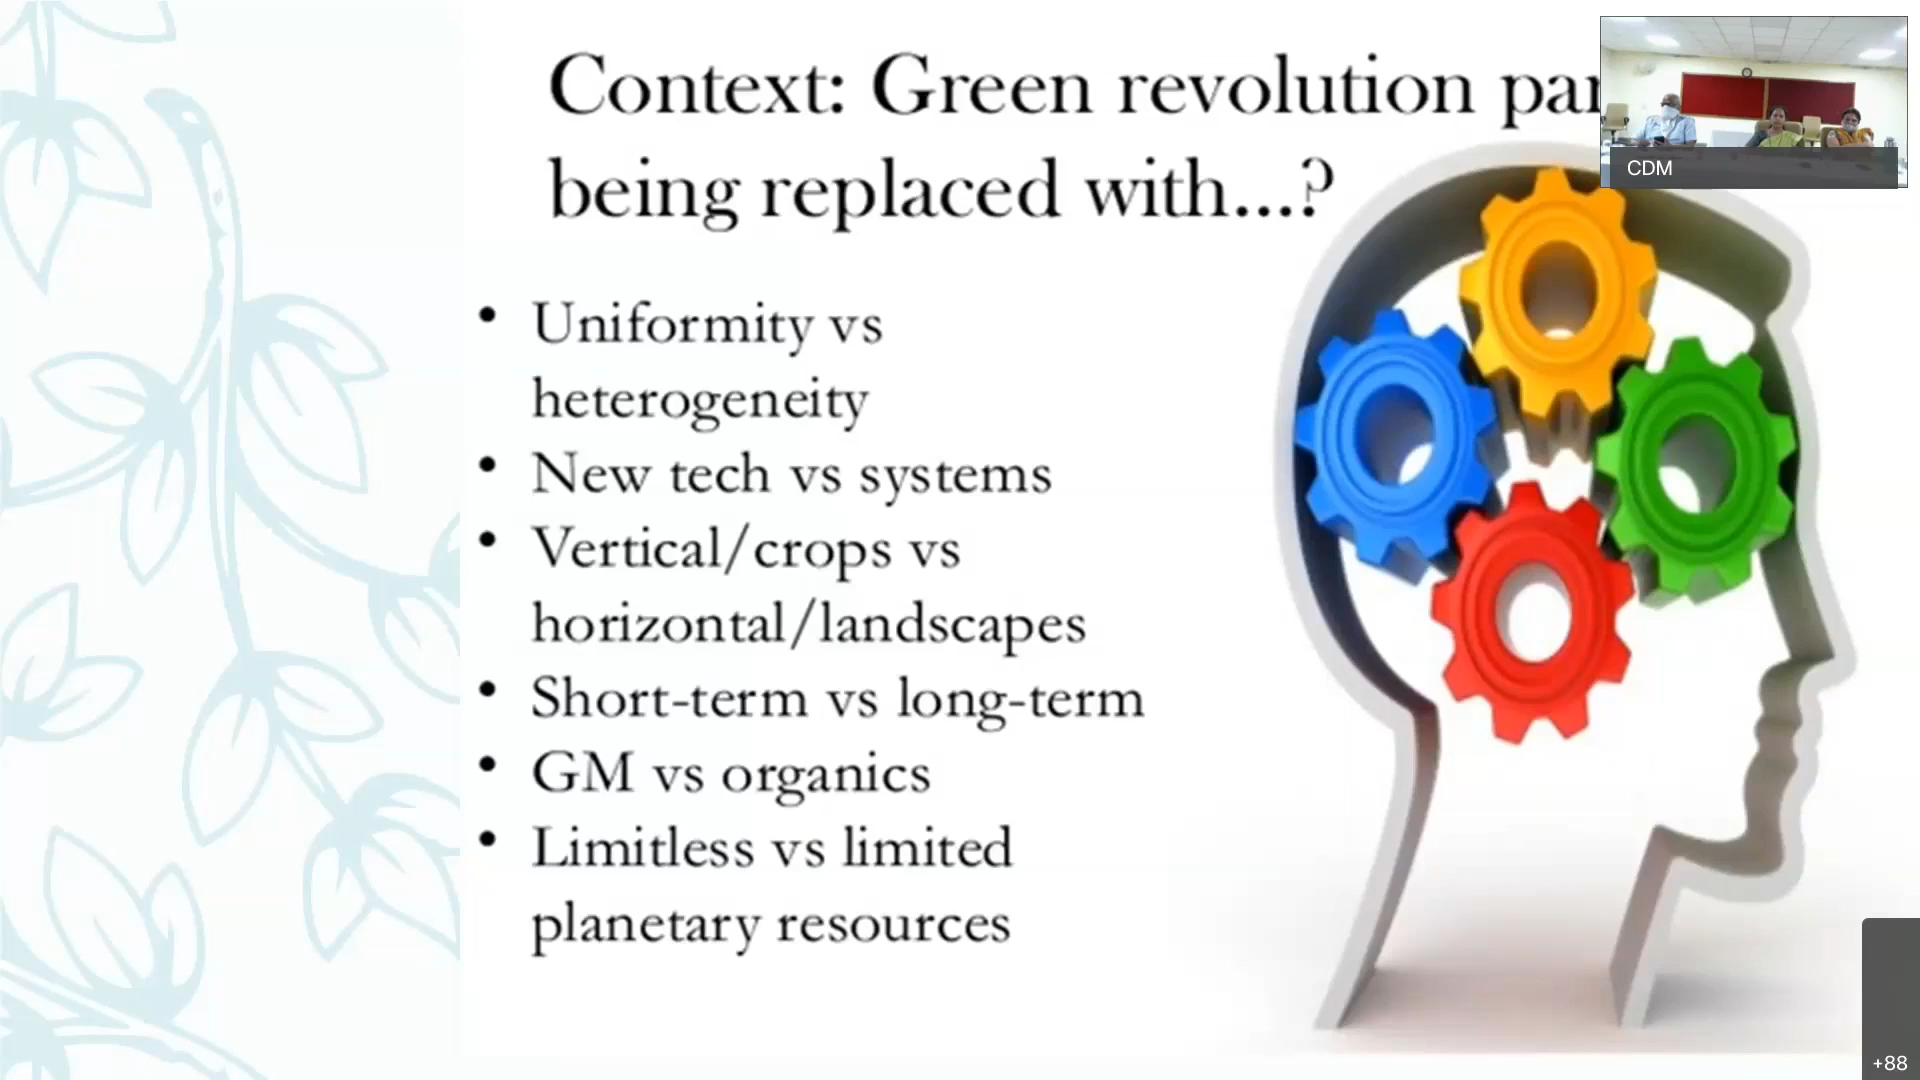 Context: Green revolution
being replaced with...?
• Uniformity vs
heterogeneity
• New tech vs systems
• Vertical/crops vs
horizontal/landscapes
• Short-term vs long-term
• GM vs organics
• Limitless vs limited
planetary resources
CDM
+88